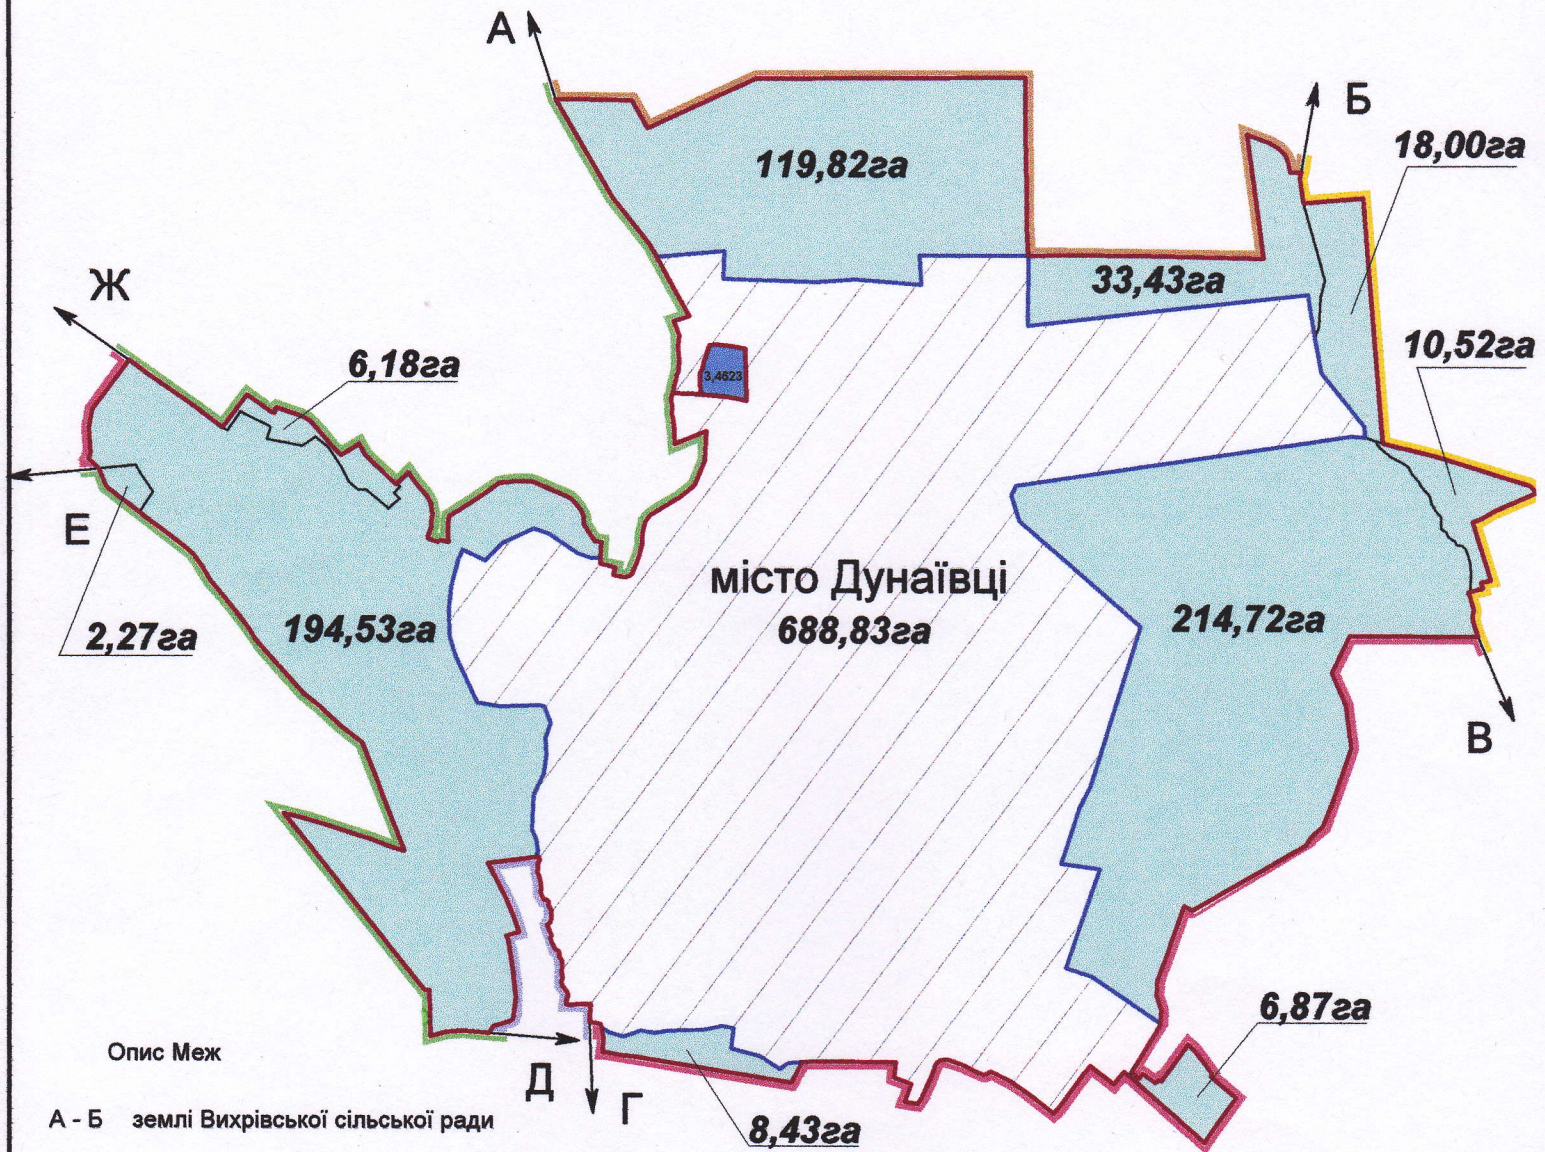 А
Б
18,00га
119,82га
Ж
33,43га
6,18га
10,52га
3,4623
Е
місто Дунаївці
688,83га
2,27га
194,53га
214,72га
В
6,87га
Опис Меж
Д
Г
А - Б землі Вихрівської сільської ради
8,43га